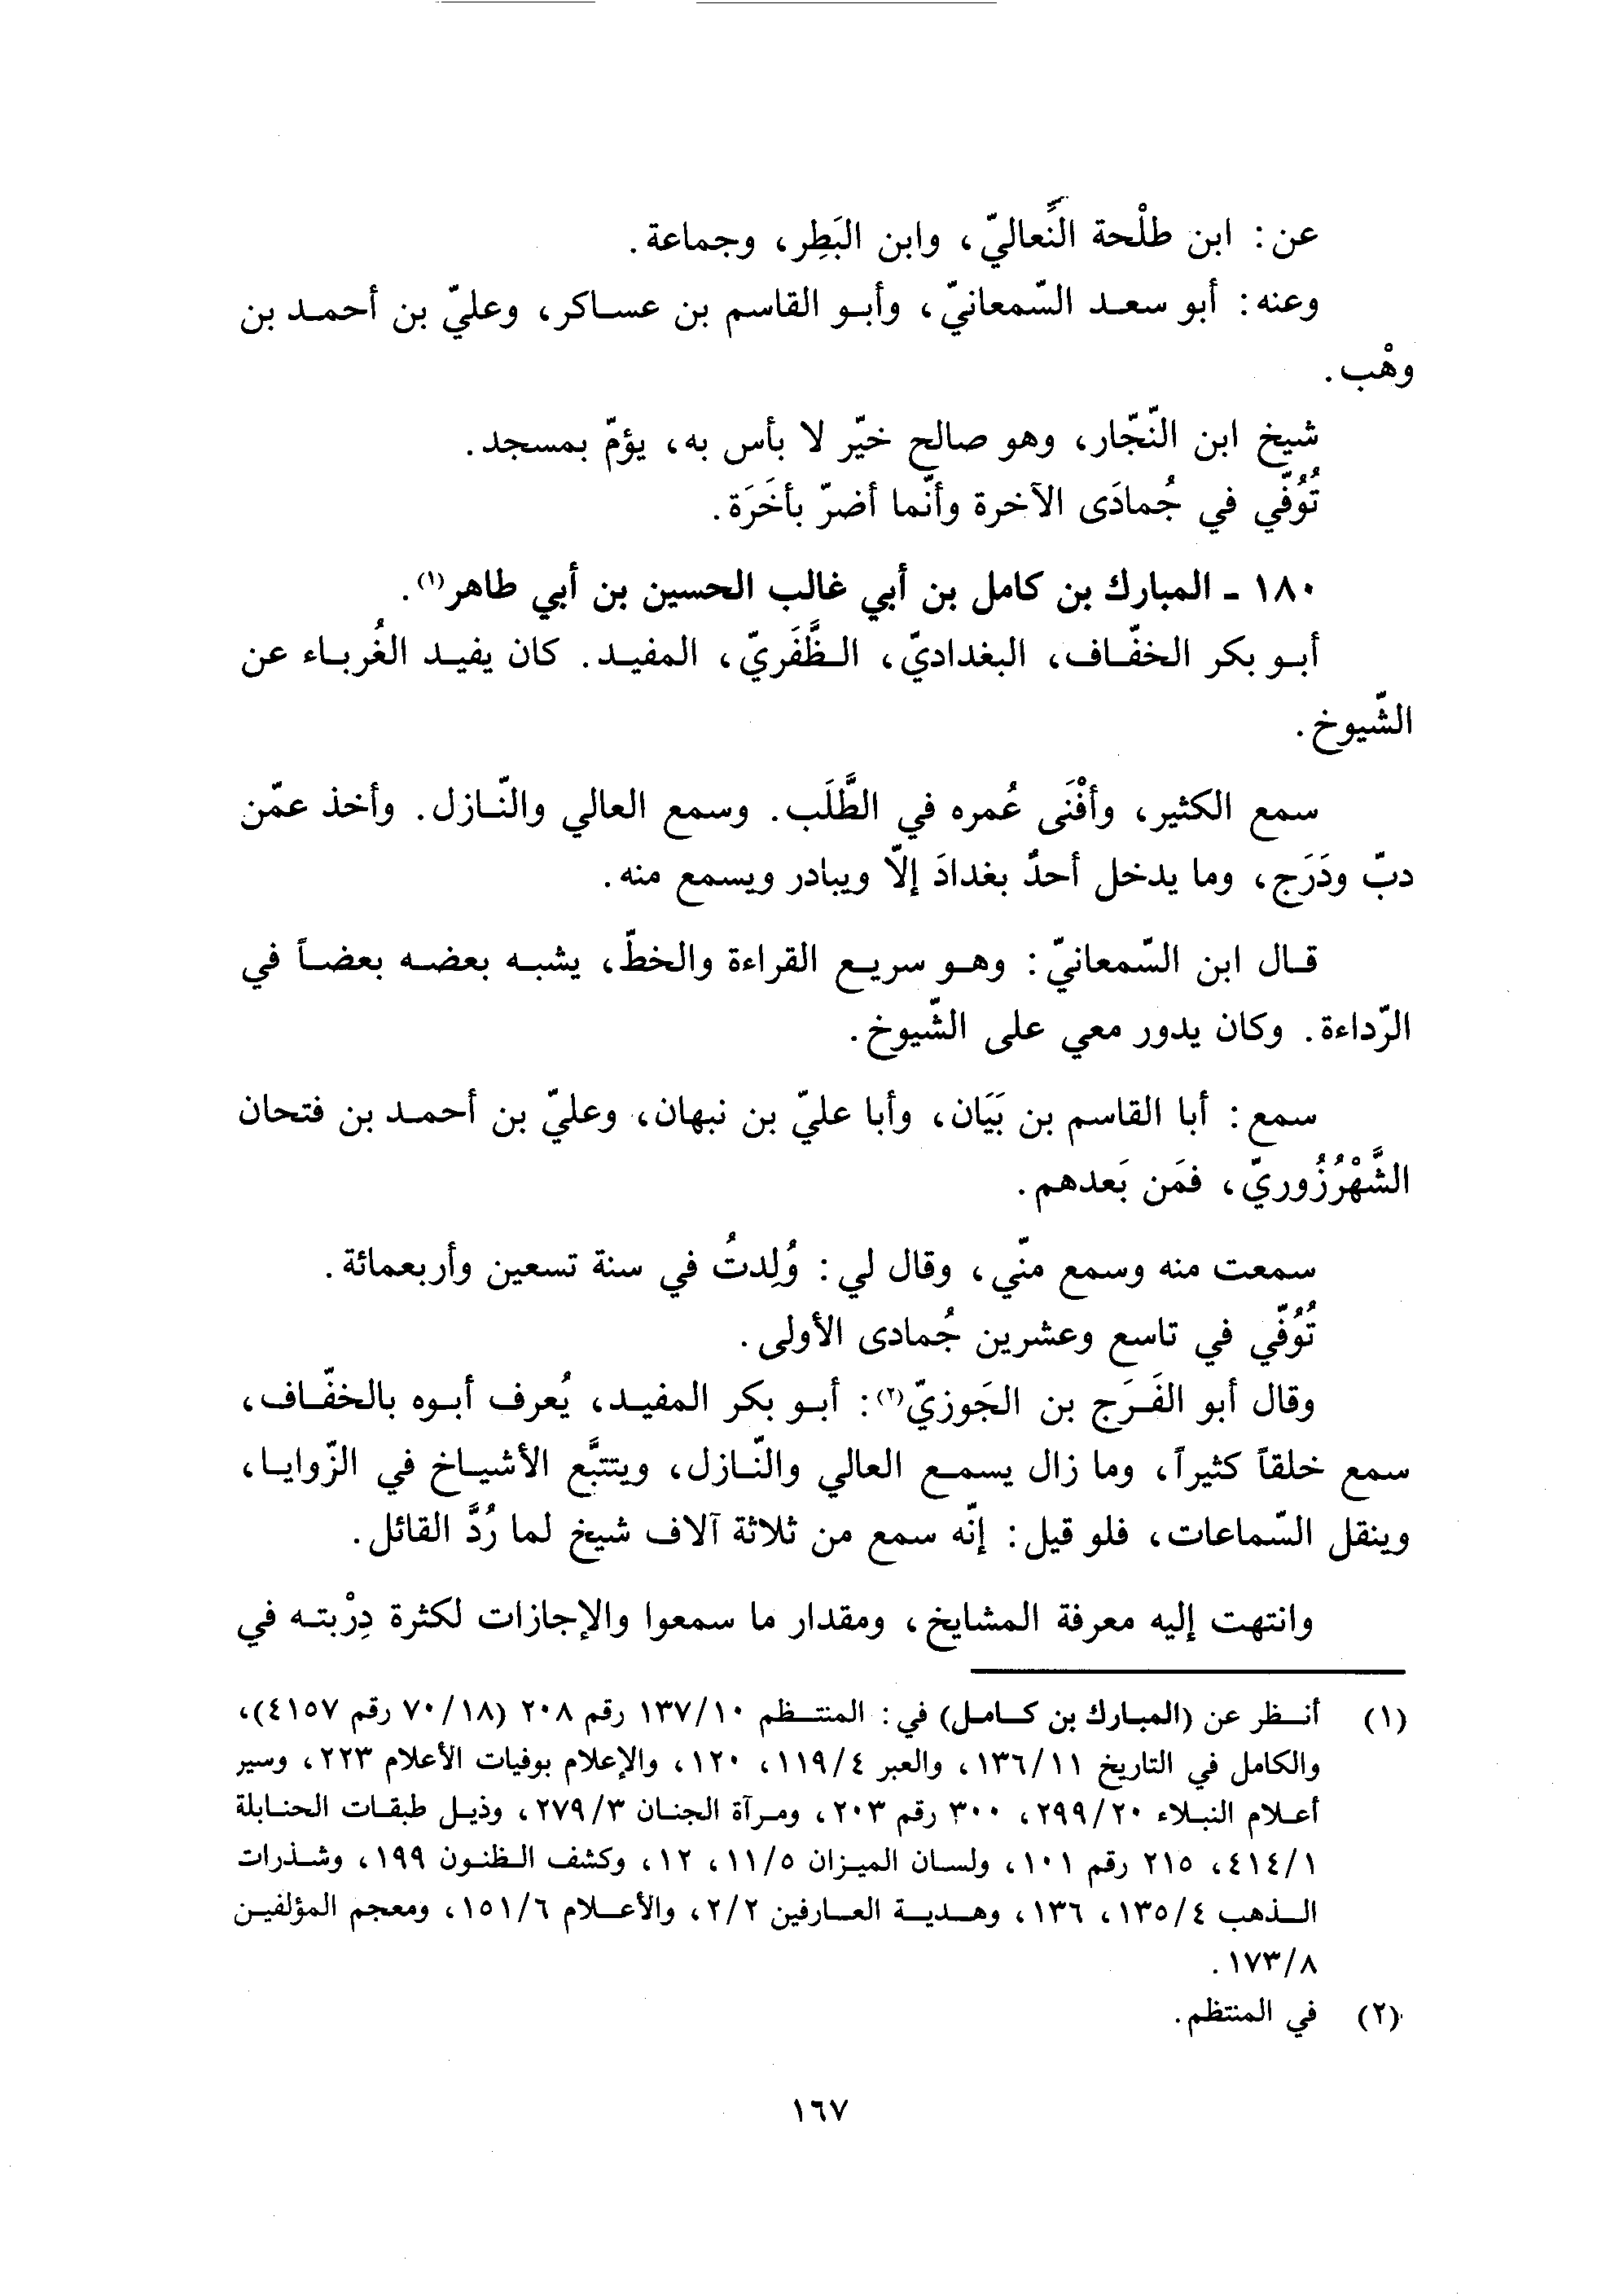 عن: ابن طلْحة النَّعاليّ، وابن البَطِر، وجماعة.
وعنه: أبو سعد السّمعانيّ، وأبو القاسم بن عساكر، وعليّ بن أحمد بن
وهْب.
شيخ ابن النّجّار، وهو صالح خيّر لا بأس به، يؤمّ بمسجد.
تُوُفّي في جُمادَى الآخرة وأنّما أضرّ بأخَرَة.
١٨٠ - المبارك بن كامل بن أبي غالب الحسين بن أبي طاهر(١).
أبو بكر الخفّاف، البغداديّ، الظَّفَريّ، المفيد. كان يفيد الغُرباء عن
الشّيوخ.
سمع الكثير، وأفْنَى عُمره في الطَّلَب. وسمع العالي والنّازل. وأخذ عمّن
دبّ ودَرَج، وما يدخل أحدٌ بغدادَ إلّا ويبادر ويسمع منه.
قال ابن السّمعانيّ: وهو سريع القراءة والخطّ، يشبه بعضه بعضاً في
الرّداءة. وكان يدور معي على الشّيوخ.
سمع: أبا القاسم بن بَيَان، وأبا عليّ بن نبهان، وعليّ بن أحمد بن فتحان
الشَّهْرُزُوريّ، فمَن بَعدهم.
سمعت منه وسمع منّي، وقال لي: وُلِدتُ في سنة تسعين وأربعمائة.
تُوُفّي في تاسع وعشرين جُمادى الأولى.
وقال أبو الفَرَج بن الجَوزيّ(٢): أبو بكر المفيد، يُعرف أبوه بالخفّاف،
سمع خلقاً كثيراً، وما زال يسمع العالي والنّازل، ويتتبَّع الأشياخ في الزّوايا،
وينقل السّماعات، فلو قيل: إنّه سمع من ثلاثة آلاف شيخ لما رُدَّ القائل.
وانتهت إليه معرفة المشايخ، ومقدار ما سمعوا والإجازات لكثرة دِرْبته في
(١) أنظر عن (المبارك بن كامل) في: المنتظم ١٣٧/١٠ رقم ٢٠٨ (٧٠/١٨ رقم ٤١٥٧)،
والكامل في التاريخ ١٣٦/١١، والعبر ١١٩/٤، ١٢٠، والإعلام بوفيات الأعلام ٢٢٣، وسير
أعلام النبلاء ٢٩٩/٢٠، ٣٠٠ رقم ٢٠٣، ومرآة الجنان ٢٧٩/٣، وذيل طبقات الحنابلة
٤١٤/١، ٢١٥ رقم ١٠١، ولسان الميزان ١١/٥، ١٢، وكشف الظنون ١٩٩، وشذرات
الذهب ١٣٥/٤، ١٣٦، وهدية العارفين ٢/٢، والأعلام ١٥١/٦، ومعجم المؤلفين
١٧٣/٨.
(٢) في المنتظم.
١٦٧